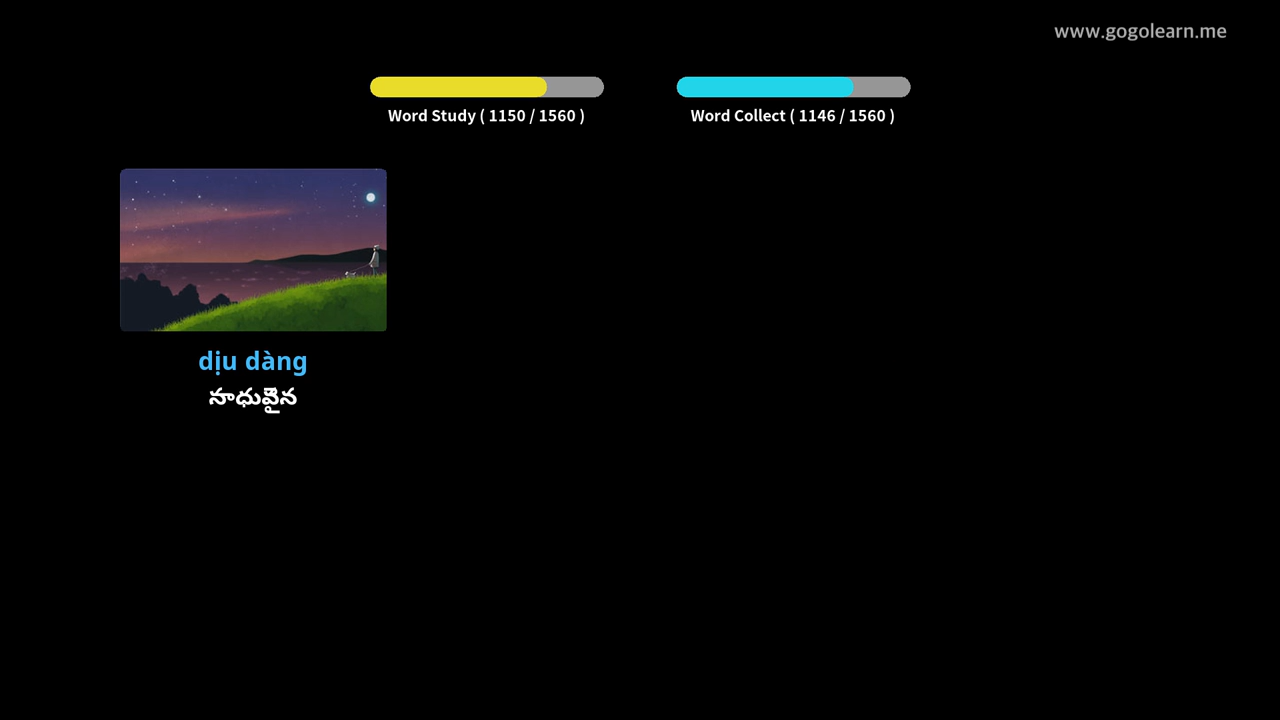 www.gogolearn.me
Word Study ( 1150 / 1560 )
Word Collect ( 1146 / 1560 )
dịu dàng
సాధువైన